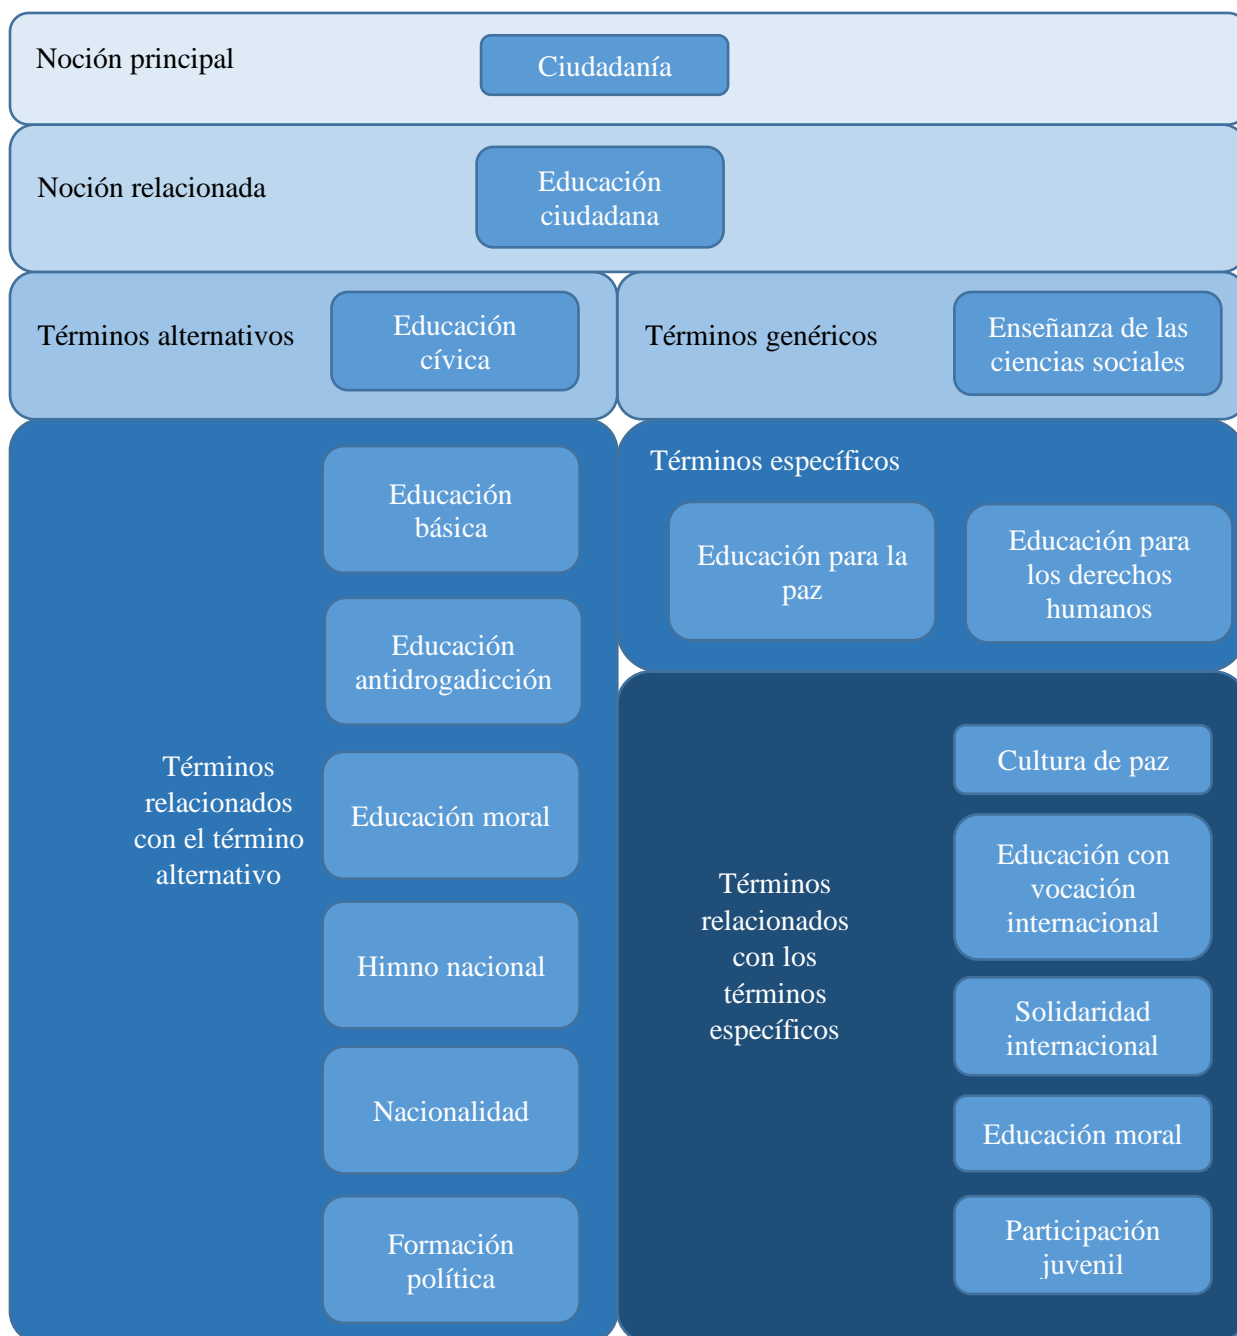 Noción principal
Ciudadanía
Noción relacionada
Educación
ciudadana
Términos alternativos
Educación
cívica
Términos genéricos
Enseñanza de las
ciencias sociales
Términos
relacionados
con el término
alternativo
Educación
básica
Educación
antidrogadicción
Educación moral
Himno nacional
Nacionalidad
Formación
política
Términos específicos
Educación para la
paz
Educación para
los derechos
humanos
Términos
relacionados
con los
términos
específicos
Cultura de paz
Educación con
vocación
internacional
Solidaridad
internacional
Educación moral
Participación
juvenil